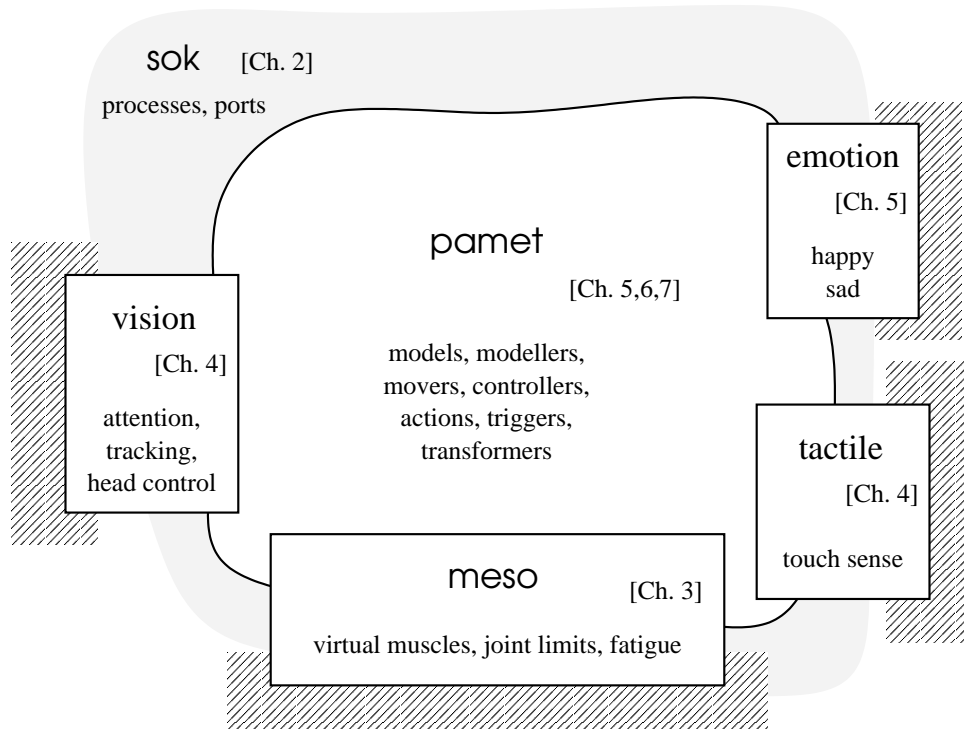 sok [Ch. 2]
processes, ports
emotion
[Ch. 5]
happy
sad
pamet
[Ch. 5,6,7]
models, modellers,
movers, controllers,
actions, triggers,
transformers
vision
[Ch. 4]
attention,
tracking,
head control
tactile
[Ch. 4]
touch sense
meso
[Ch. 3]
virtual muscles, joint limits, fatigue